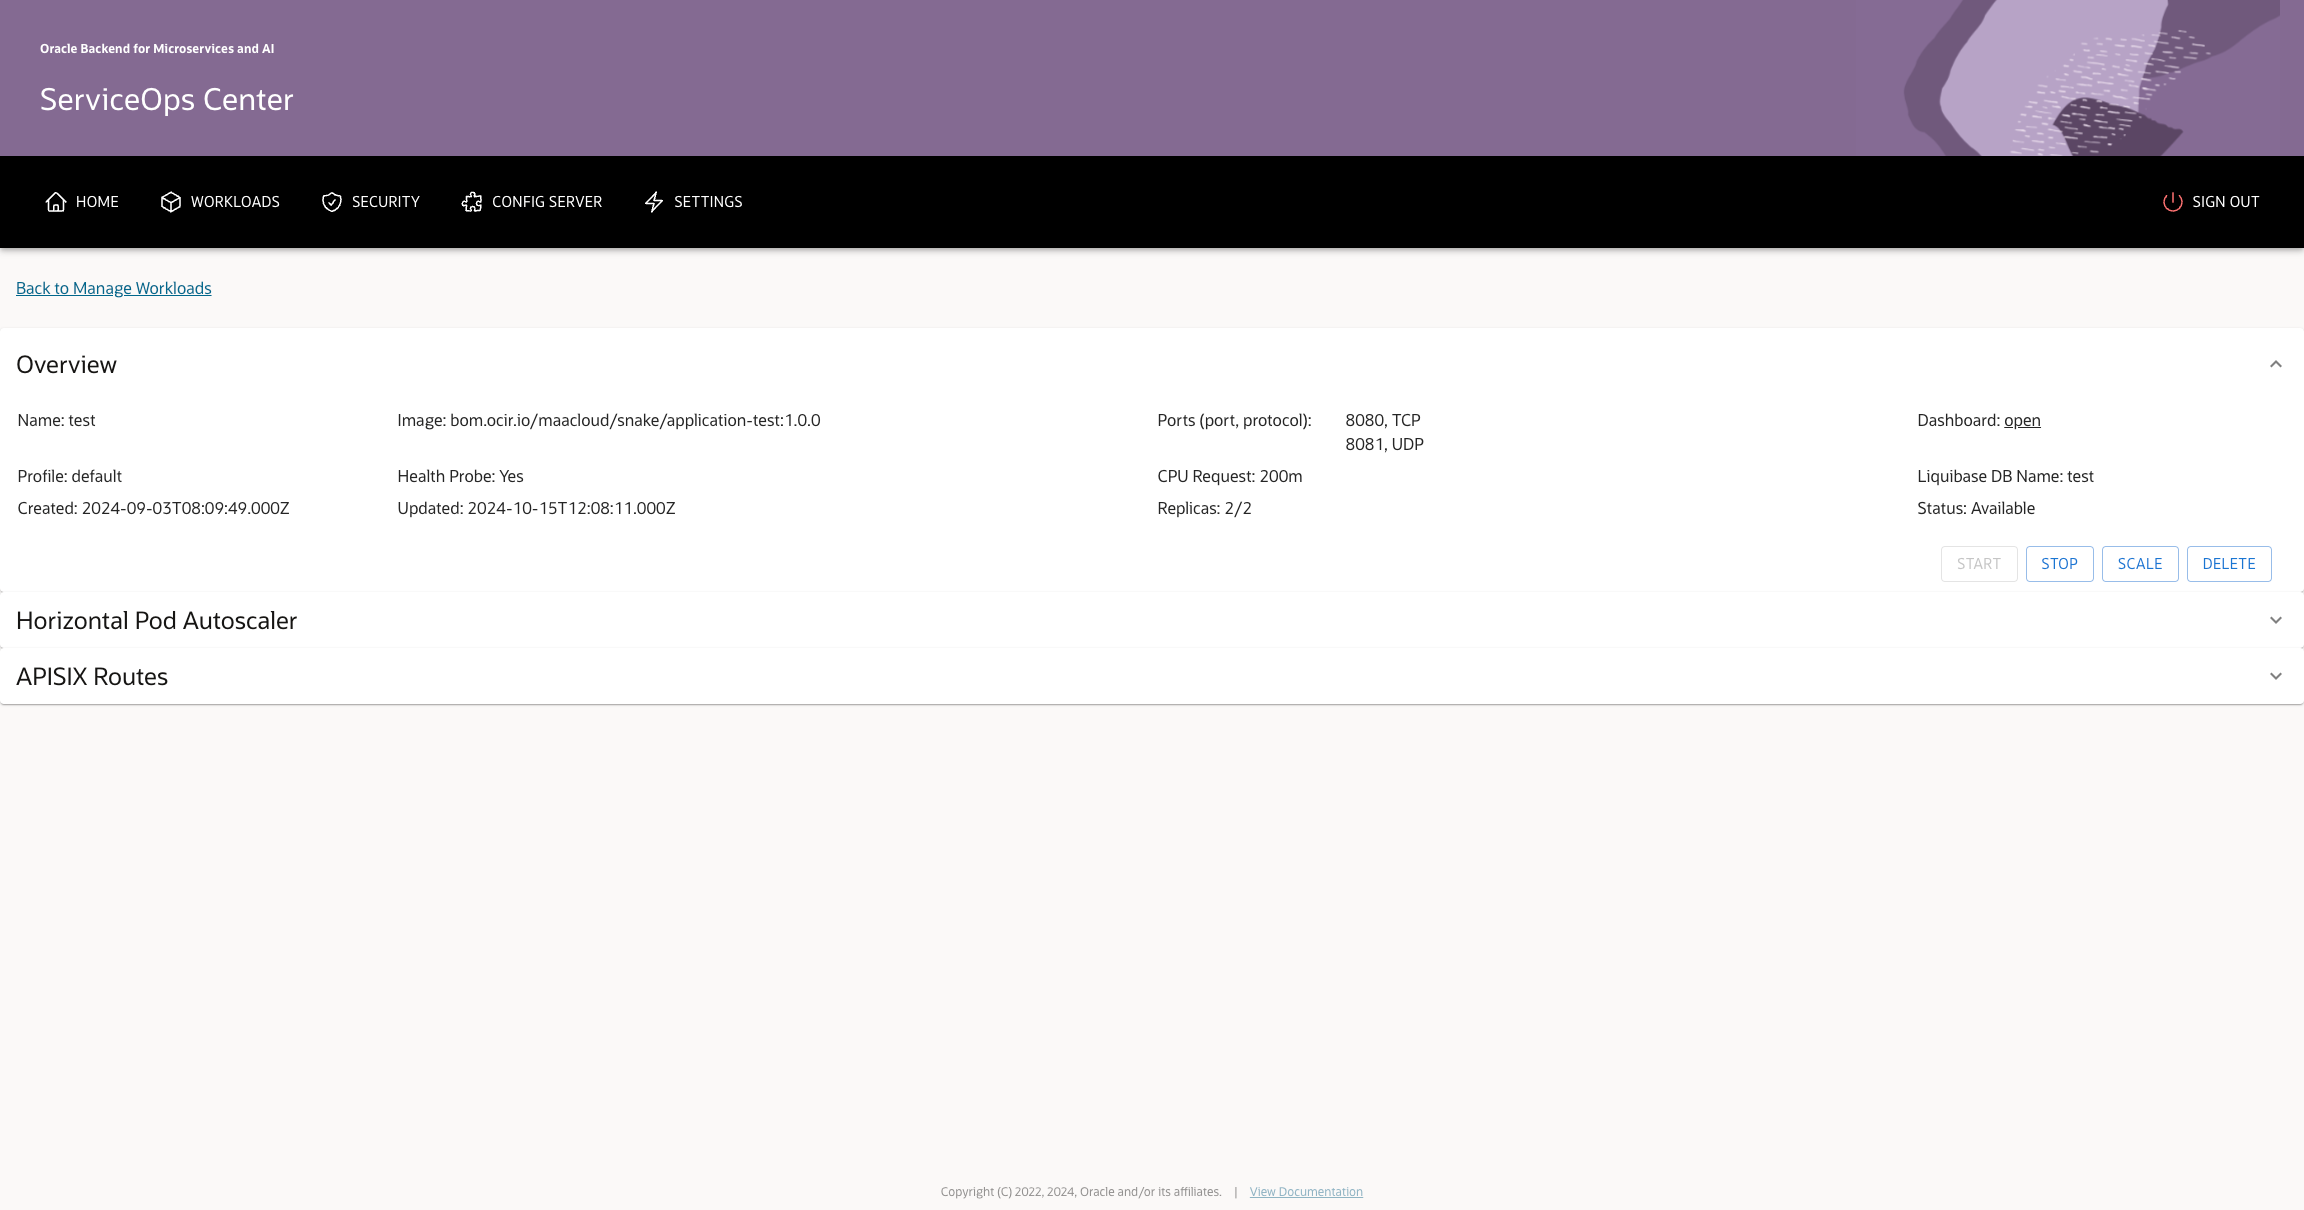 Oracle Backend for Microservices and AI
ServiceOps Center
HOME WORKLOADS SECURITY CONFIG SERVER SETTINGS SIGN OUT
Back to Manage Workloads
Overview
Name: test Image: bom.ocir.io/maacloud/snake/application-test:1.0.0 Ports (port, protocol): 8080, TCP Dashboard: open
8081, UDP
Profile: default Health Probe: Yes CPU Request: 200m Liquibase DB Name: test
Created: 2024-09-03T08:09:49.000Z Updated: 2024-10-15T12:08:11.000Z Replicas: 2/2 Status: Available
START STOP SCALE DELETE
Horizontal Pod Autoscaler
APISIX Routes
Copyright (C) 2022, 2024, Oracle and/or its affiliates. | View Documentation